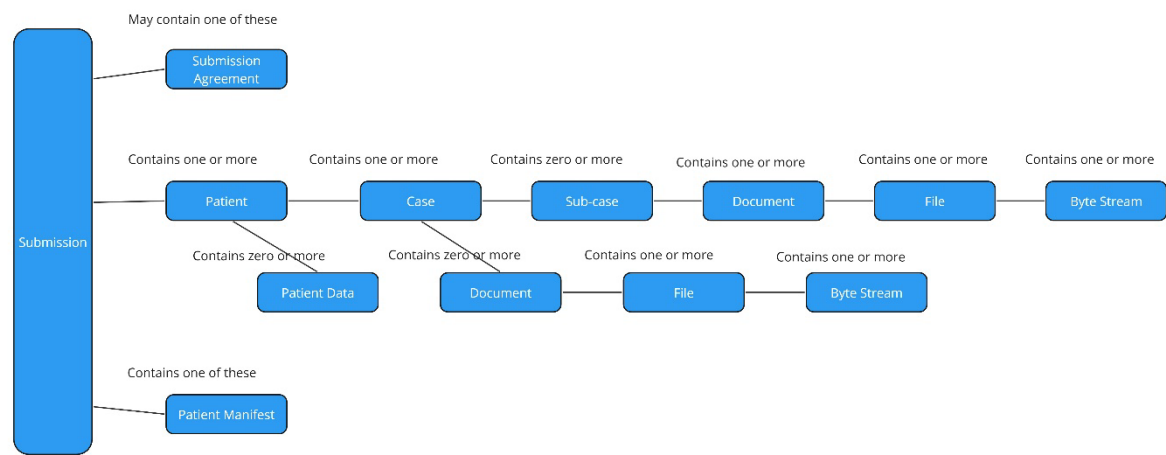 May contain one of these
Submission
Agreement
Contains one or more
Contains one or more
Contains zero or more
Contains one or more
Contains one or more
Contains one or more
Patient
Case
Sub-case
Document
File
Byte Stream
Submission
Contains zero or more
Contains zero or more
Contains one or more
Contains one or more
Patient Data
Document
File
Byte Stream
Contains one of these
Patient Manifest